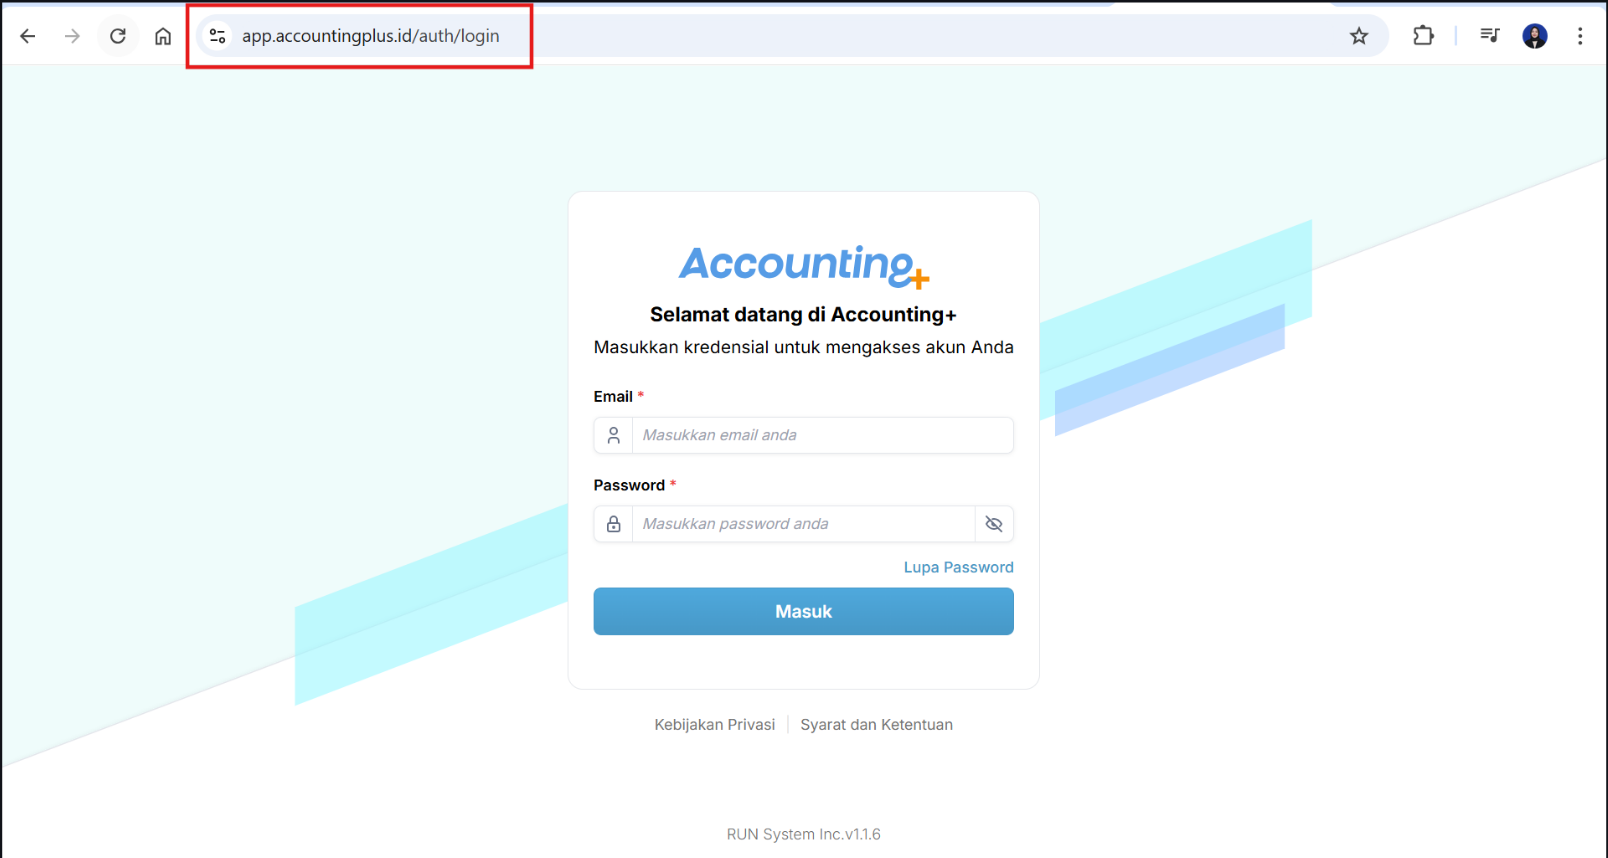 app.accountingplus.id/auth/login
Accounting+
Selamat datang di Accounting+
Masukkan kredensial untuk mengakses akun Anda
Email *
Masukkan email anda
Password *
Masukkan password anda
Lupa Password
Masuk
Kebijakan Privasi
Syarat dan Ketentuan
RUN System Inc.v1.1.6